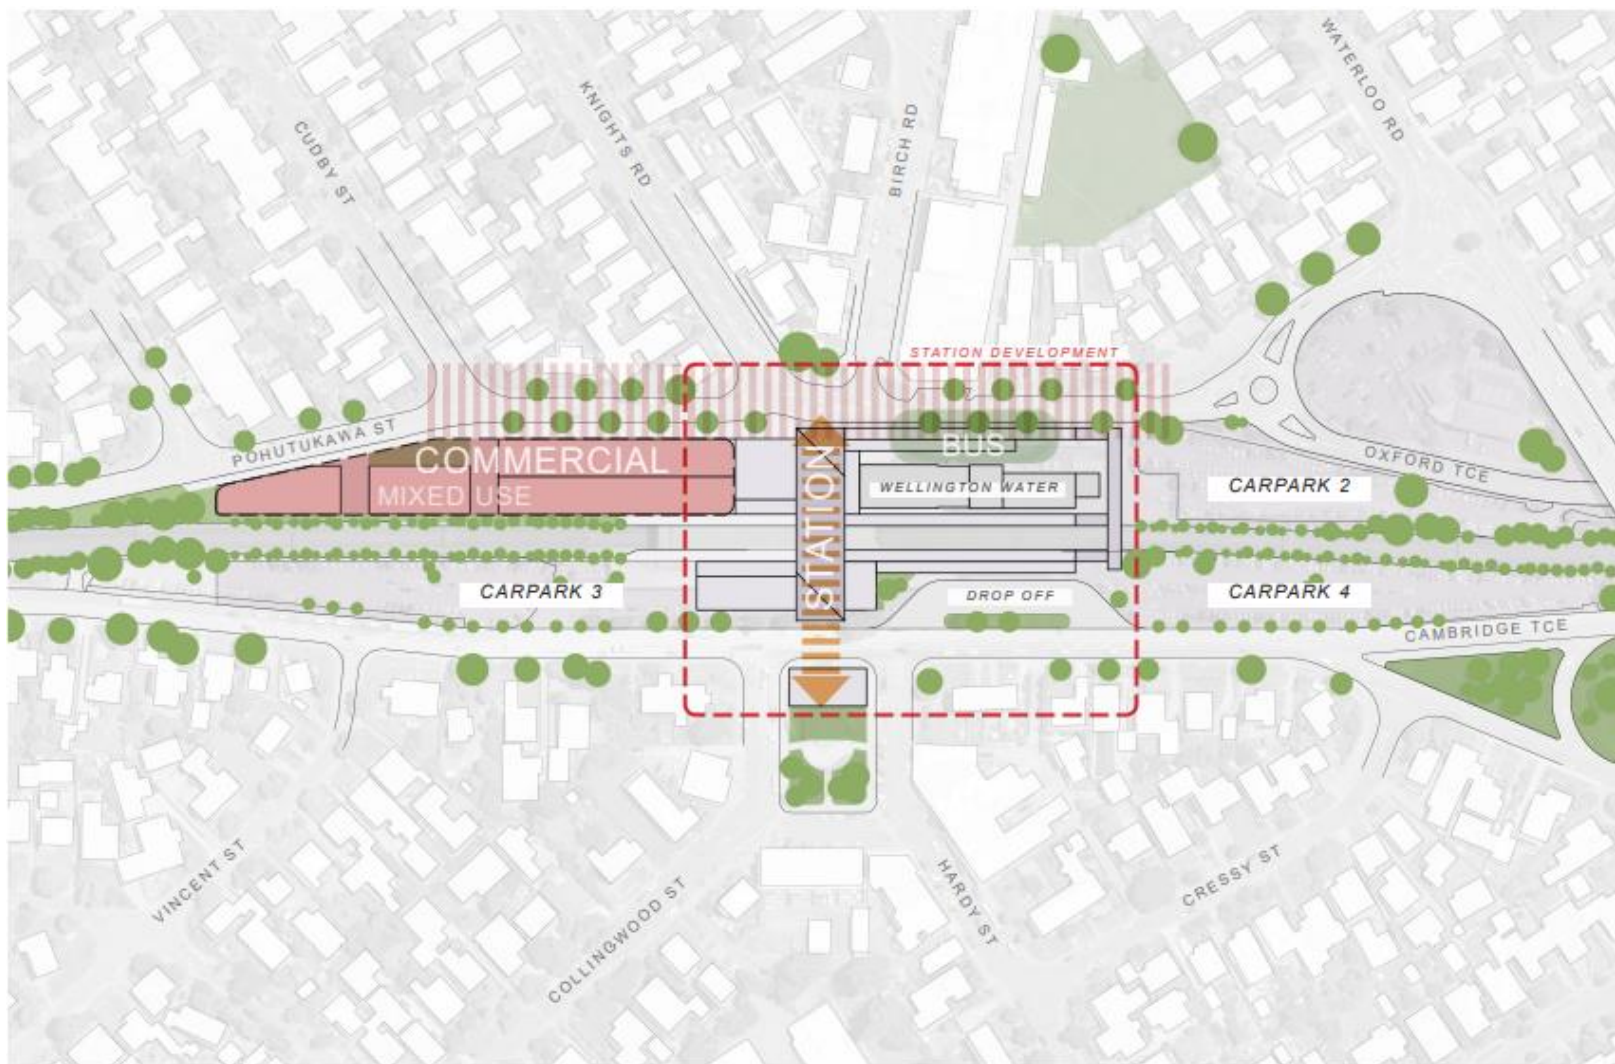 WATERLOO RD
KNIGHTS RD
CUDBY ST
BIRCH RD
STATION DEVELOPMENT
POHUTUKAWA ST
COMMERCIAL
MIXED USE
STATION
BUS
WELLINGTON WATER
OXFORD TCE
CARPARK 2
CARPARK 3
DROP OFF
CARPARK 4
CAMBRIDGE TCE
VINCENT ST
COLLINGWOOD ST
HARDY ST
CRESSY ST